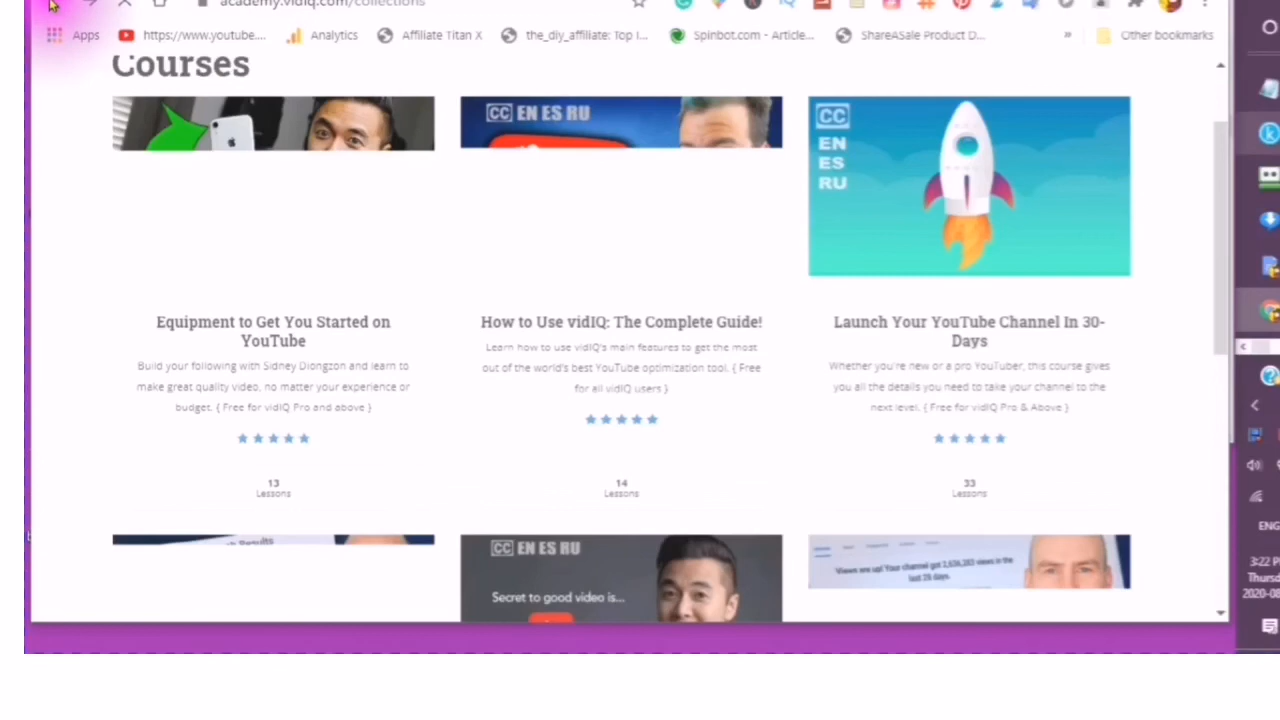 academy.vidiq.com/collections
Apps
https://www.youtube....
Analytics
Affiliate Titan X
the_diy_affiliate: Top I...
Spinbot.com - Article...
ShareASale Product D...
»
Other bookmarks
Courses
CC EN ES RU
CC
EN
ES
RU
Equipment to Get You Started on
YouTube
Build your following with Sidney Diongzon and learn to
make great quality video, no matter your experience or
budget. { Free for vidIQ Pro and above }
13
Lessons
How to Use vidIQ: The Complete Guide!
Learn how to use vidIQ's main features to get the most
out of the world's best YouTube optimization tool. { Free
for all vidIQ users }
14
Lessons
Launch Your YouTube Channel In 30-
Days
Whether you're new or a pro YouTuber, this course gives
you all the details you need to take your channel to the
next level. { Free for vidIQ Pro & Above }
33
Lessons
CC EN ES RU
Secret to good video is...
Views are up! Your channel got 2,636,283 views in the
last 28 days.
ENG
3:22 P
Thursd
2020-08